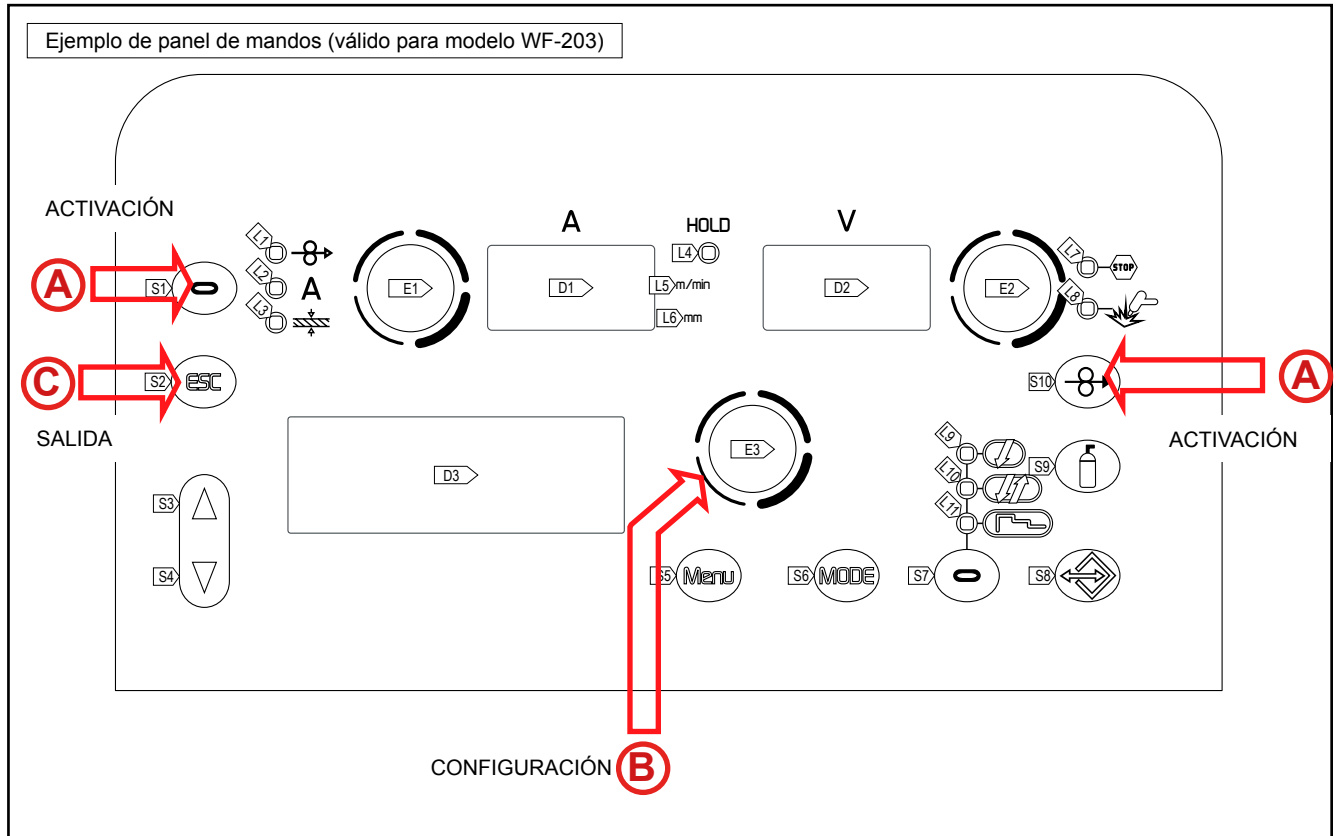 Ejemplo de panel de mandos (válido para modelo WF-203)
ACTIVACIÓN
A
S1
L1
L2
A
L3
E1
A
D1
HOLD
L4
L5 m/min
L6 mm
V
D2
E2
L7
STOP
L8
C
S2
ESC
SALIDA
S10
A
ACTIVACIÓN
D3
E3
L9
L10
L11
S9
S3
S4
S5
Menu
S6
MODE
S7
S8
CONFIGURACIÓN
B